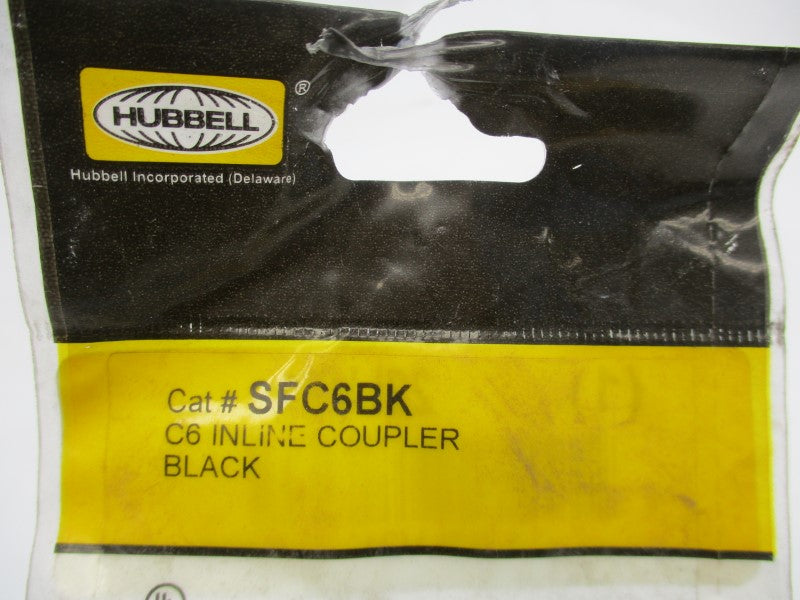 HUBBELL
®
Hubbell Incorporated (Delaware)
Cat # SFC6BK
C6 INLINE COUPLER
BLACK